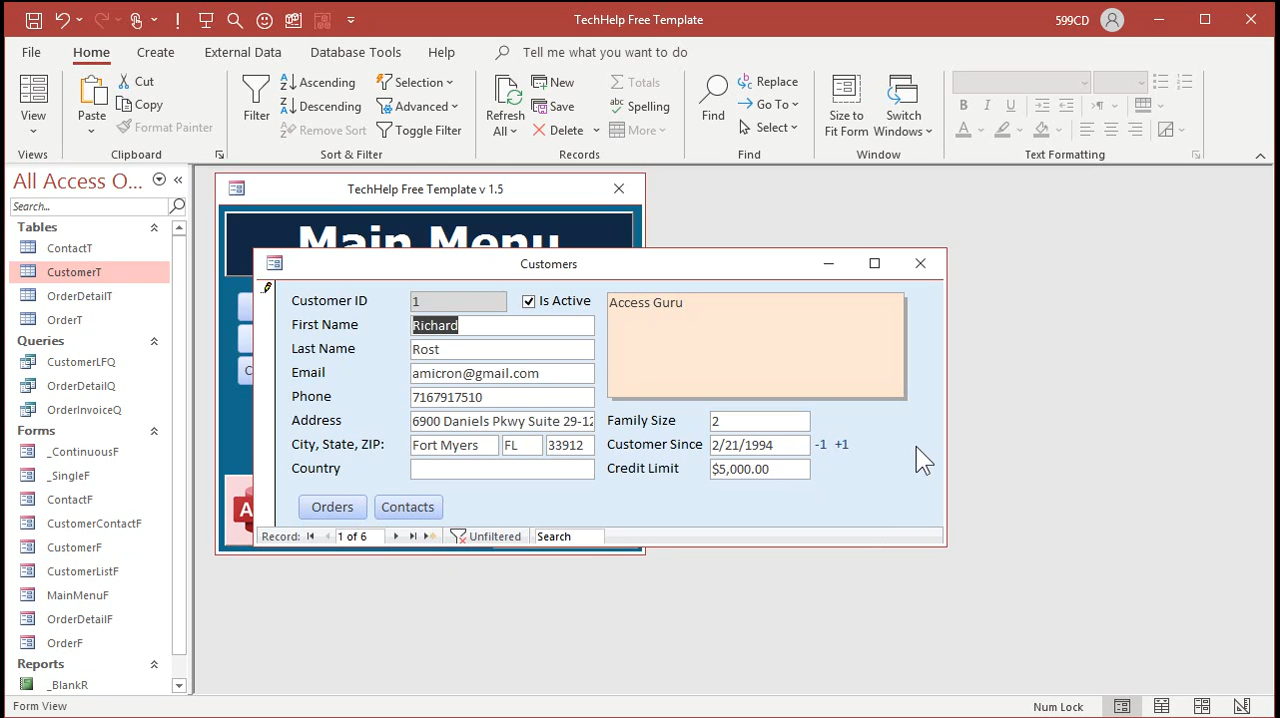 TechHelp Free Template
599CD
File
Home
Create
External Data
Database Tools
Help
Tell me what you want to do
View
Views
Paste
Cut
Copy
Format Painter
Clipboard
Filter
Ascending
Descending
Remove Sort
Selection
Advanced
Toggle Filter
Sort & Filter
Refresh
All
New
Save
Delete
Totals
Spelling
More
Records
Find
Replace
Go To
Select
Find
Size to
Fit Form
Switch
Windows
Window
Text Formatting
All Access O...
Search...
Tables
ContactT
CustomerT
OrderDetailT
OrderT
Queries
CustomerLFQ
OrderDetailQ
OrderInvoiceQ
Forms
_ContinuousF
_SingleF
ContactF
CustomerContactF
CustomerF
CustomerListF
MainMenuF
OrderDetailF
OrderF
Reports
_BlankR
TechHelp Free Template v 1.5
Main Menu
Customers
Customer ID 1 Is Active
First Name Richard
Last Name Rost
Email amicron@gmail.com
Phone 7167917510
Address 6900 Daniels Pkwy Suite 29-12
City, State, ZIP: Fort Myers FL 33912
Country
Access Guru
Family Size 2
Customer Since 2/21/1994 -1 +1
Credit Limit $5,000.00
Orders Contacts
Record: 1 of 6 Unfiltered Search
Form View
Num Lock